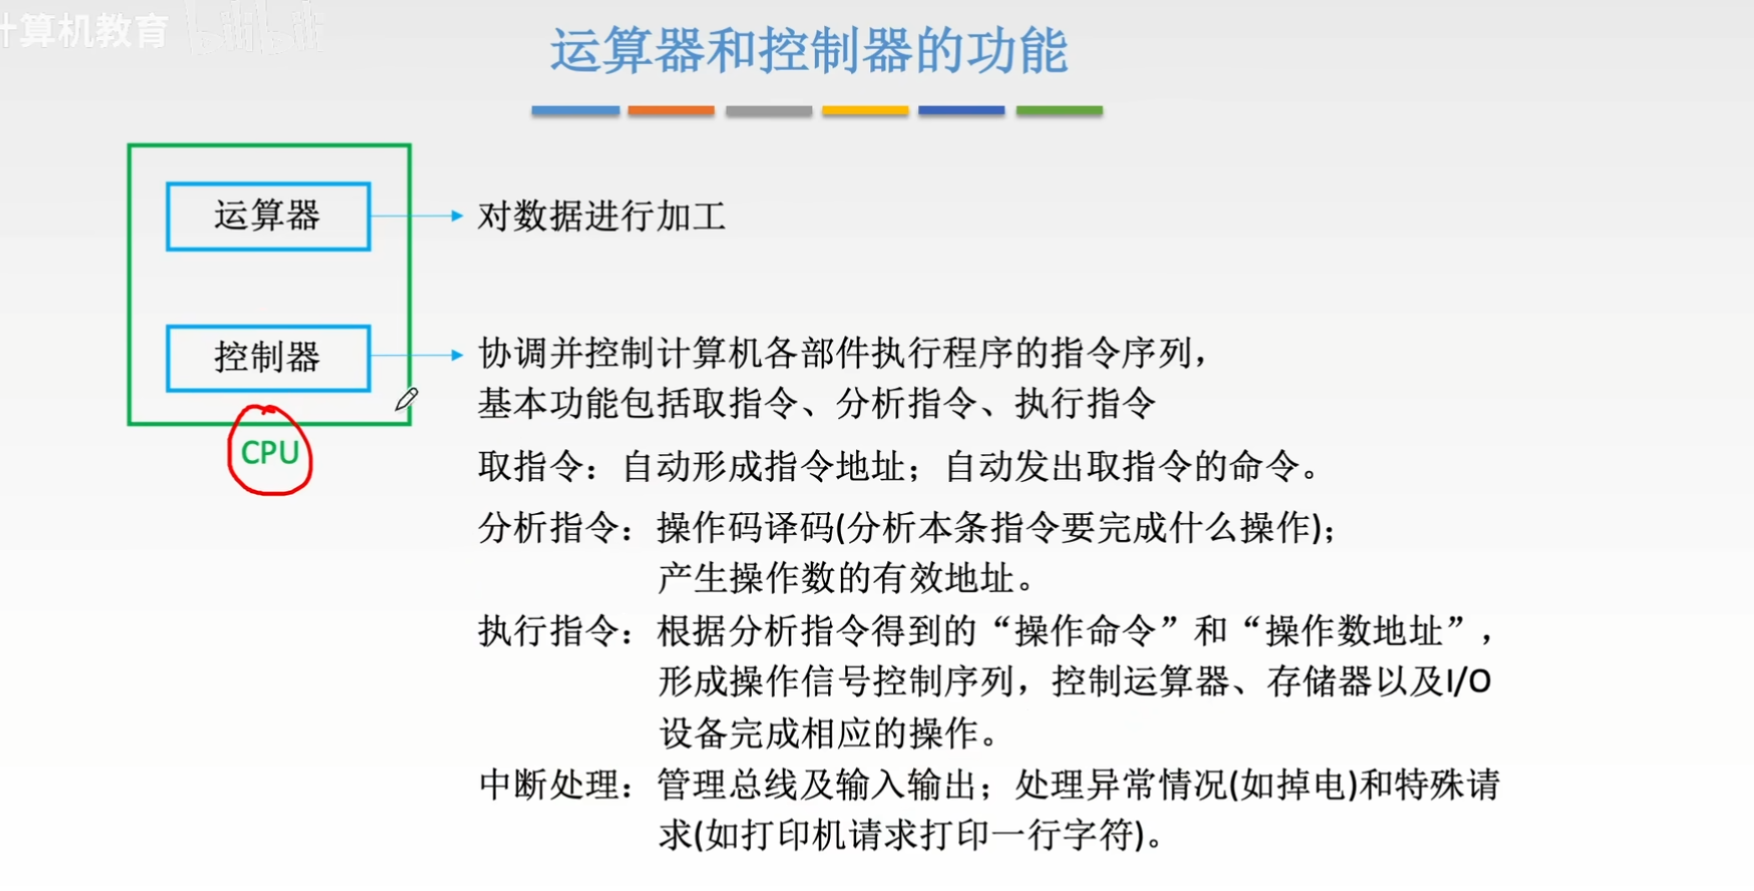 计算机教育 bilibili
运算器和控制器的功能
运算器
对数据进行加工
控制器
协调并控制计算机各部件执行程序的指令序列，
基本功能包括取指令、分析指令、执行指令
CPU
取指令：自动形成指令地址；自动发出取指令的命令。
分析指令：操作码译码(分析本条指令要完成什么操作)；
产生操作数的有效地址。
执行指令：根据分析指令得到的“操作命令”和“操作数地址”，
形成操作信号控制序列，控制运算器、存储器以及I/O
设备完成相应的操作。
中断处理：管理总线及输入输出；处理异常情况(如掉电)和特殊请
求(如打印机请求打印一行字符)。